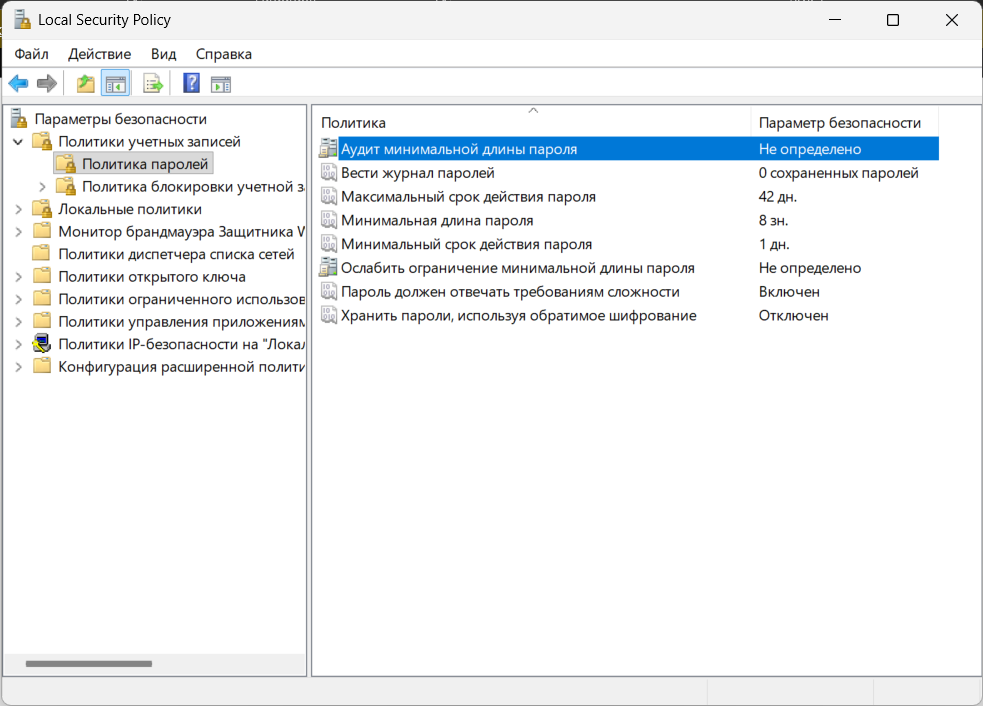 Local Security Policy
Файл Действие Вид Справка
Параметры безопасности
Политики учетных записей
Политика паролей
Политика блокировки учетной з
Локальные политики
Монитор брандмауэра Защитника W
Политики диспетчера списка сетей
Политики открытого ключа
Политики ограниченного использов
Политики управления приложениям
Политики IP-безопасности на "Локал
Конфигурация расширенной полити
Политика Параметр безопасности
Аудит минимальной длины пароля Не определено
Вести журнал паролей 0 сохраненных паролей
Максимальный срок действия пароля 42 дн.
Минимальная длина пароля 8 зн.
Минимальный срок действия пароля 1 дн.
Ослабить ограничение минимальной длины пароля Не определено
Пароль должен отвечать требованиям сложности Включен
Хранить пароли, используя обратимое шифрование Отключен